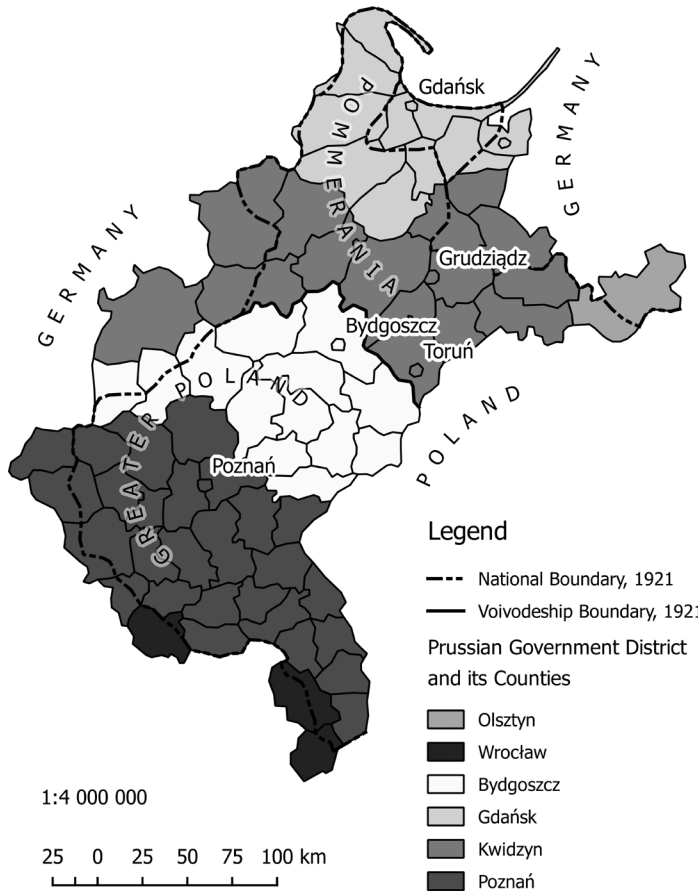 Gdańsk
GERMANY
POMMERANIA
GERMANY
Grudziądz
Bydgoszcz
Toruń
POLAND
GREATER POLAND
Poznań
Legend
National Boundary, 1921
Voivodeship Boundary, 1921
Prussian Government District
and its Counties
Olsztyn
Wrocław
Bydgoszcz
Gdańsk
Kwidzyn
Poznań
1:4 000 000
25 0 25 50 75 100 km